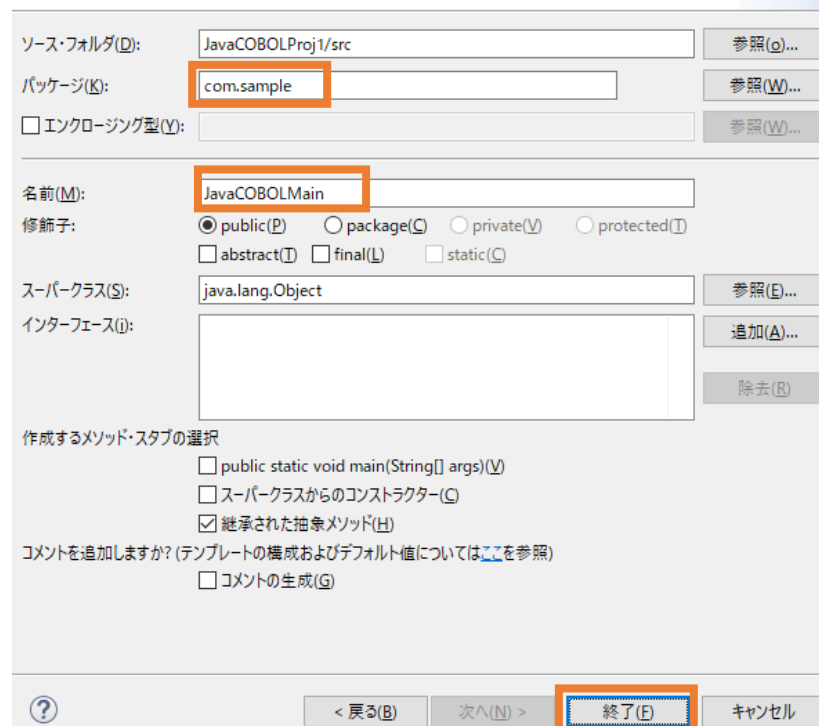 ソース・フォルダ(D): JavaCOBOLProj1/src 参照(o)...
パッケージ(K): com.sample 参照(W)...
エンクロージング型(Y): 参照(W)...
名前(M): JavaCOBOLMain
修飾子: public(P) package(C) private(V) protected(T)
abstract(T) final(L) static(C)
スーパークラス(S): java.lang.Object 参照(E)...
インターフェース(i): 追加(A)...
除去(R)
作成するメソッド・スタブの選択
public static void main(String[] args)(V)
スーパークラスからのコンストラクター(C)
継承された抽象メソッド(H)
コメントを追加しますか? (テンプレートの構成およびデフォルト値についてはここを参照)
コメントの生成(G)
? < 戻る(B) 次へ(N) > 終了(F) キャンセル